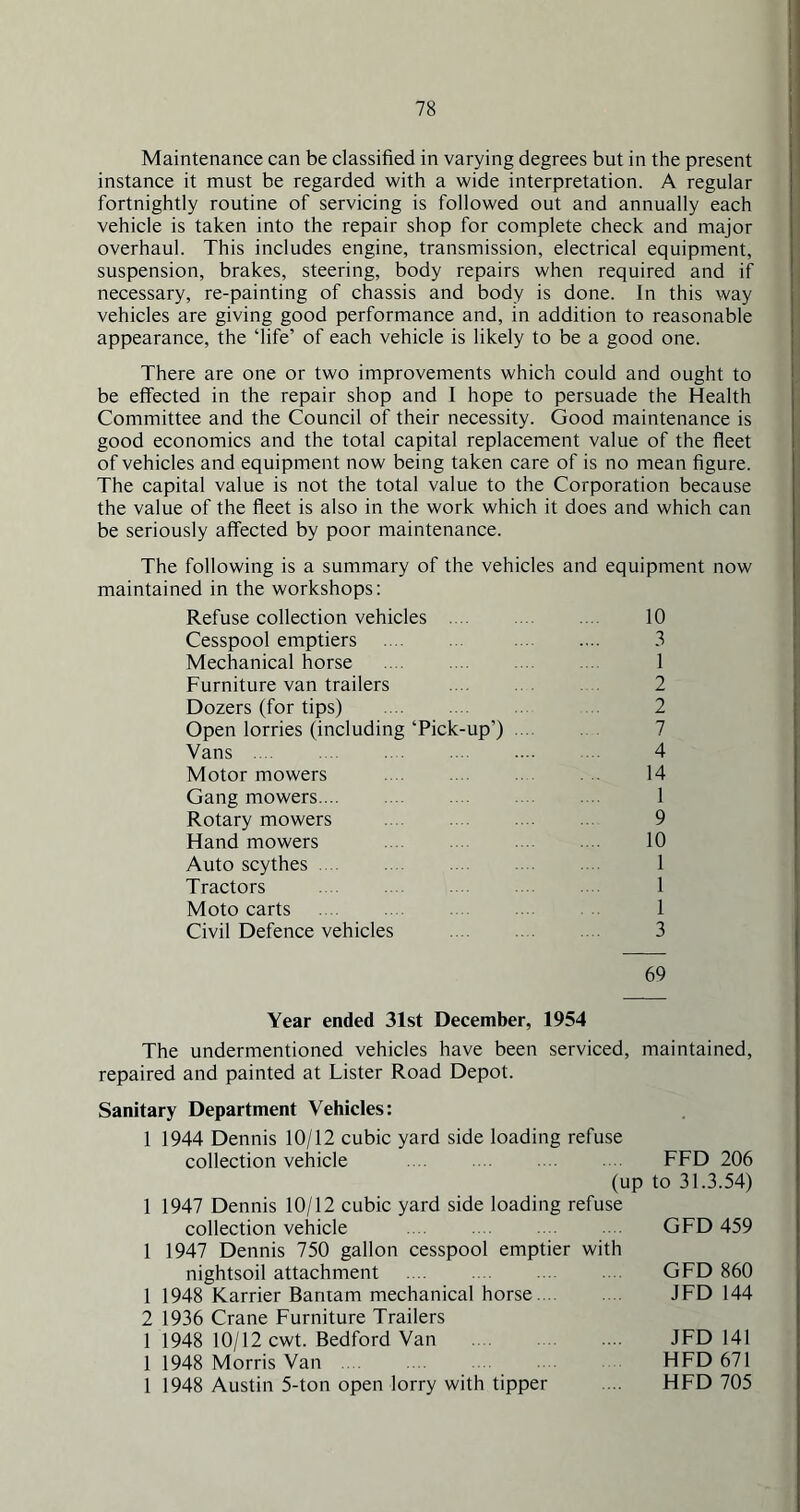 78
Maintenance can be classified in varying degrees but in the present
instance it must be regarded with a wide interpretation. A regular
fortnightly routine of servicing is followed out and annually each
vehicle is taken into the repair shop for complete check and major
overhaul. This includes engine, transmission, electrical equipment,
suspension, brakes, steering, body repairs when required and if
necessary, re-painting of chassis and body is done. In this way
vehicles are giving good performance and, in addition to reasonable
appearance, the ‘life’ of each vehicle is likely to be a good one.
There are one or two improvements which could and ought to
be effected in the repair shop and I hope to persuade the Health
Committee and the Council of their necessity. Good maintenance is
good economics and the total capital replacement value of the fleet
of vehicles and equipment now being taken care of is no mean figure.
The capital value is not the total value to the Corporation because
the value of the fleet is also in the work which it does and which can
be seriously affected by poor maintenance.
The following is a summary of the vehicles and equipment now
maintained in the workshops:
Refuse collection vehicles .... .... .... 10
Cesspool emptiers .... .... .... .... 3
Mechanical horse .... .... .... .... 1
Furniture van trailers .... .... .... 2
Dozers (for tips) .... .... .... .... 2
Open lorries (including ‘Pick-up’) .... .... 7
Vans .... .... .... .... .... .... 4
Motor mowers .... .... .... .... 14
Gang mowers.... .... .... .... .... 1
Rotary mowers .... .... .... .... 9
Hand mowers .... .... .... .... 10
Auto scythes .... .... .... .... .... 1
Tractors .... .... .... .... .... 1
Moto carts .... .... .... .... .... 1
Civil Defence vehicles .... .... .... 3
69
Year ended 31st December, 1954
The undermentioned vehicles have been serviced, maintained,
repaired and painted at Lister Road Depot.
Sanitary Department Vehicles:
1 1944 Dennis 10/12 cubic yard side loading refuse
collection vehicle .... .... .... .... FFD 206
(up to 31.3.54)
1 1947 Dennis 10/12 cubic yard side loading refuse
collection vehicle .... .... .... .... GFD 459
1 1947 Dennis 750 gallon cesspool emptier with
nightsoil attachment .... .... .... .... GFD 860
1 1948 Karrier Bantam mechanical horse.... .... JFD 144
2 1936 Crane Furniture Trailers
1 1948 10/12 cwt. Bedford Van .... .... .... JFD 141
1 1948 Morris Van .... .... .... .... .... HFD 671
1 1948 Austin 5-ton open lorry with tipper .... HFD 705